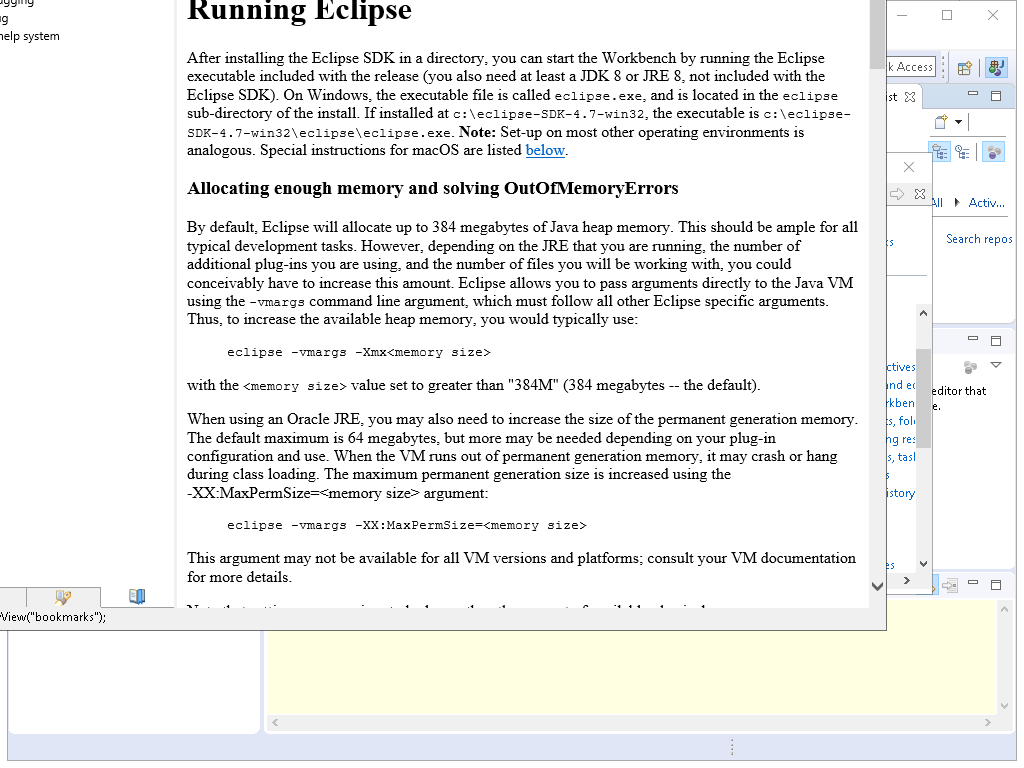 help system
View("bookmarks");
Running Eclipse
After installing the Eclipse SDK in a directory, you can start the Workbench by running the Eclipse
executable included with the release (you also need at least a JDK 8 or JRE 8, not included with the
Eclipse SDK). On Windows, the executable file is called eclipse.exe, and is located in the eclipse
sub-directory of the install. If installed at c:\eclipse-SDK-4.7-win32, the executable is c:\eclipse-
SDK-4.7-win32\eclipse\eclipse.exe. Note: Set-up on most other operating environments is
analogous. Special instructions for macOS are listed below.
Allocating enough memory and solving OutOfMemoryErrors
By default, Eclipse will allocate up to 384 megabytes of Java heap memory. This should be ample for all
typical development tasks. However, depending on the JRE that you are running, the number of
additional plug-ins you are using, and the number of files you will be working with, you could
conceivably have to increase this amount. Eclipse allows you to pass arguments directly to the Java VM
using the -vmargs command line argument, which must follow all other Eclipse specific arguments.
Thus, to increase the available heap memory, you would typically use:
eclipse -vmargs -Xmx<memory size>
with the <memory size> value set to greater than "384M" (384 megabytes -- the default).
When using an Oracle JRE, you may also need to increase the size of the permanent generation memory.
The default maximum is 64 megabytes, but more may be needed depending on your plug-in
configuration and use. When the VM runs out of permanent generation memory, it may crash or hang
during class loading. The maximum permanent generation size is increased using the
-XX:MaxPermSize=<memory size> argument:
eclipse -vmargs -XX:MaxPermSize=<memory size>
This argument may not be available for all VM versions and platforms; consult your VM documentation
for more details.
k Access
ist
All Activ...
Search repos
ctives
editor that
e.
istory